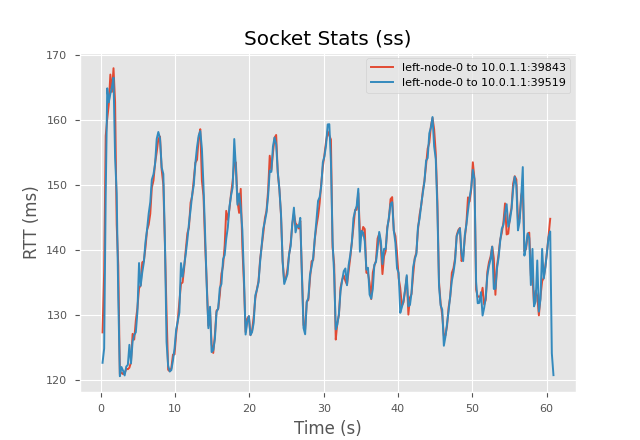 Socket Stats (ss)
left-node-0 to 10.0.1.1:39843
left-node-0 to 10.0.1.1:39519
170
160
150
140
130
120
RTT (ms)
0 10 20 30 40 50 60
Time (s)